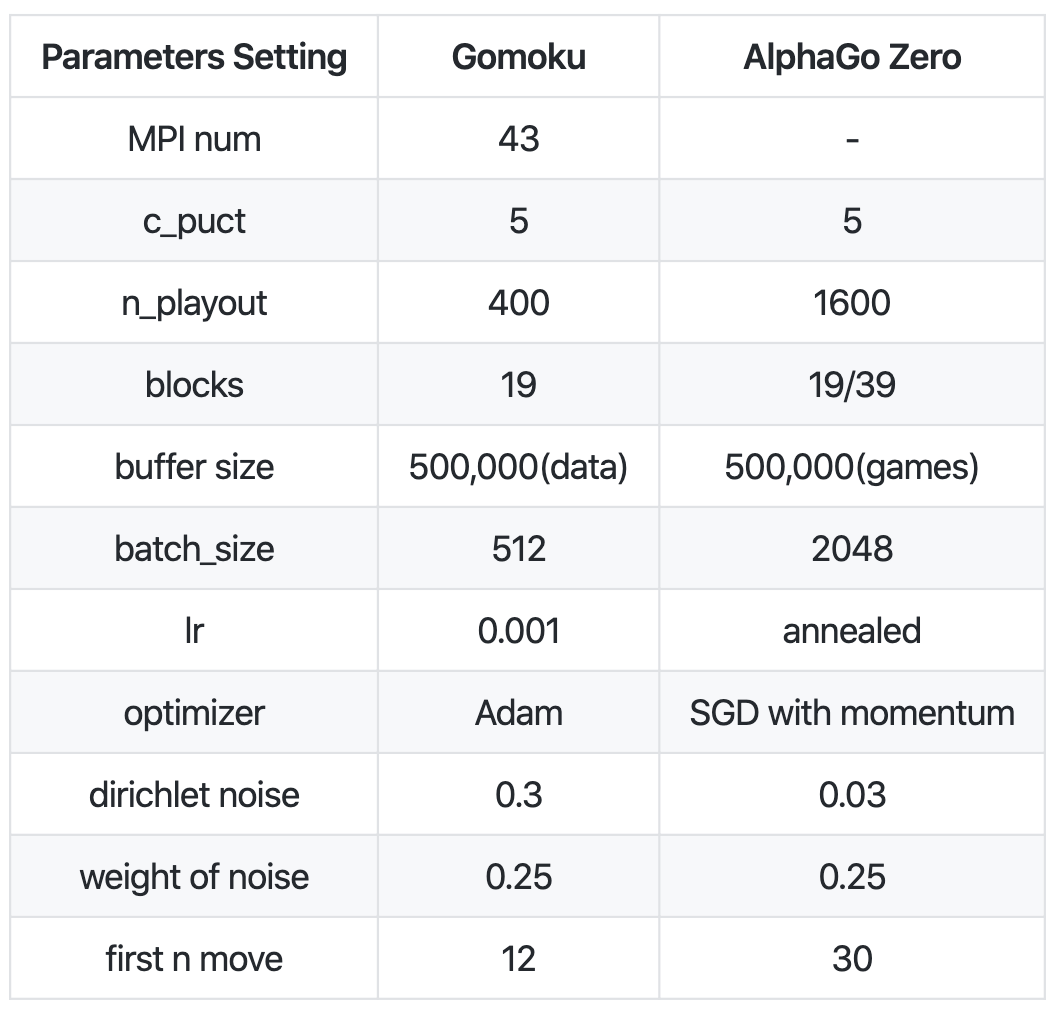 Parameters Setting Gomoku AlphaGo Zero
MPI num 43 -
c_puct 5 5
n_playout 400 1600
blocks 19 19/39
buffer size 500,000(data) 500,000(games)
batch_size 512 2048
lr 0.001 annealed
optimizer Adam SGD with momentum
dirichlet noise 0.3 0.03
weight of noise 0.25 0.25
first n move 12 30